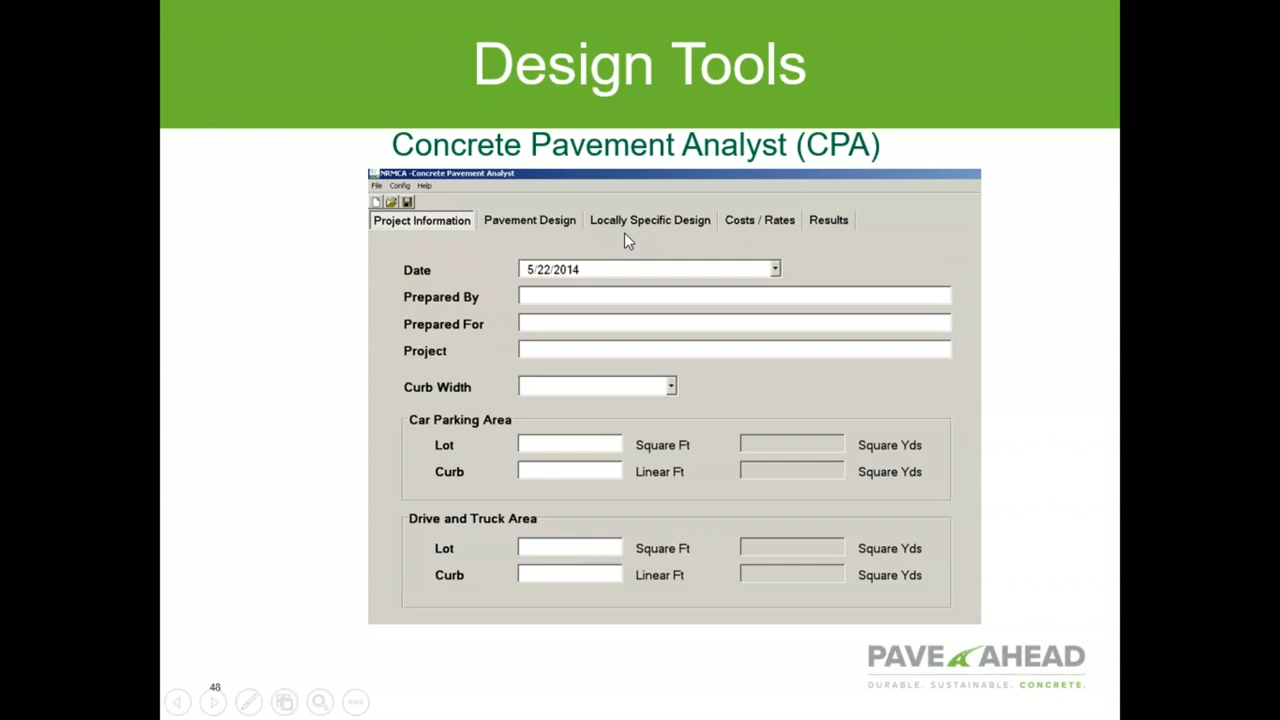 Design Tools
Concrete Pavement Analyst (CPA)
NRMCA -Concrete Pavement Analyst
File Config Help
Project Information Pavement Design Locally Specific Design Costs / Rates Results
Date 5/22/2014
Prepared By
Prepared For
Project
Curb Width
Car Parking Area
Lot Square Ft Square Yds
Curb Linear Ft Square Yds
Drive and Truck Area
Lot Square Ft Square Yds
Curb Linear Ft Square Yds
PAVE AHEAD
DURABLE. SUSTAINABLE. CONCRETE.
48